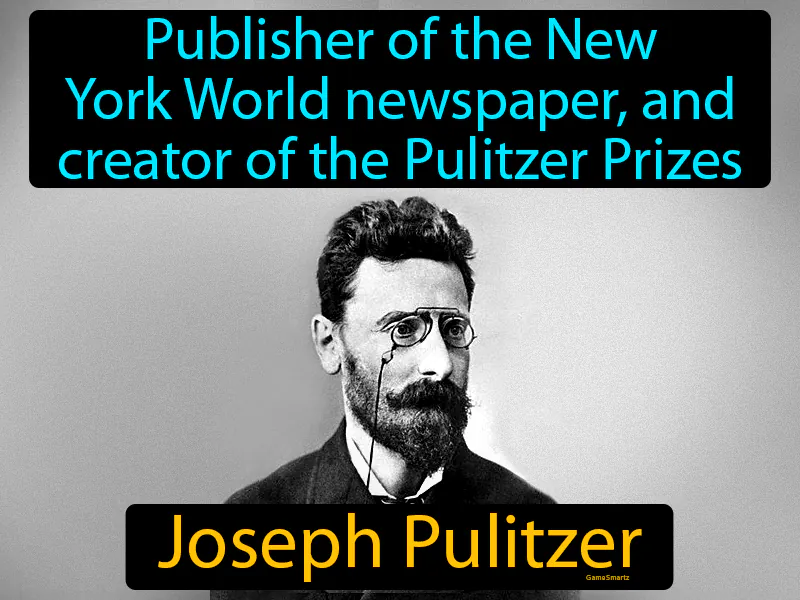 Publisher of the New
York World newspaper, and
creator of the Pulitzer Prizes
Joseph Pulitzer
GameSmartz